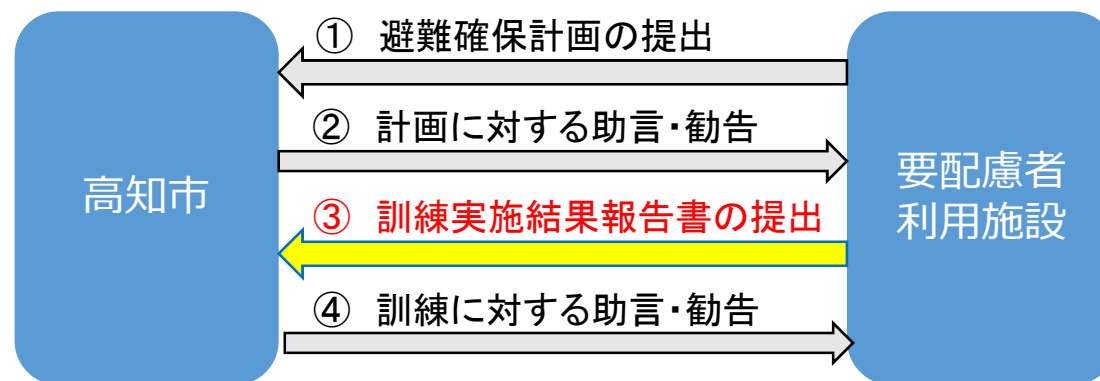 ① 避難確保計画の提出
② 計画に対する助言・勧告
高知市
③ 訓練実施結果報告書の提出
④ 訓練に対する助言・勧告
要配慮者
利用施設